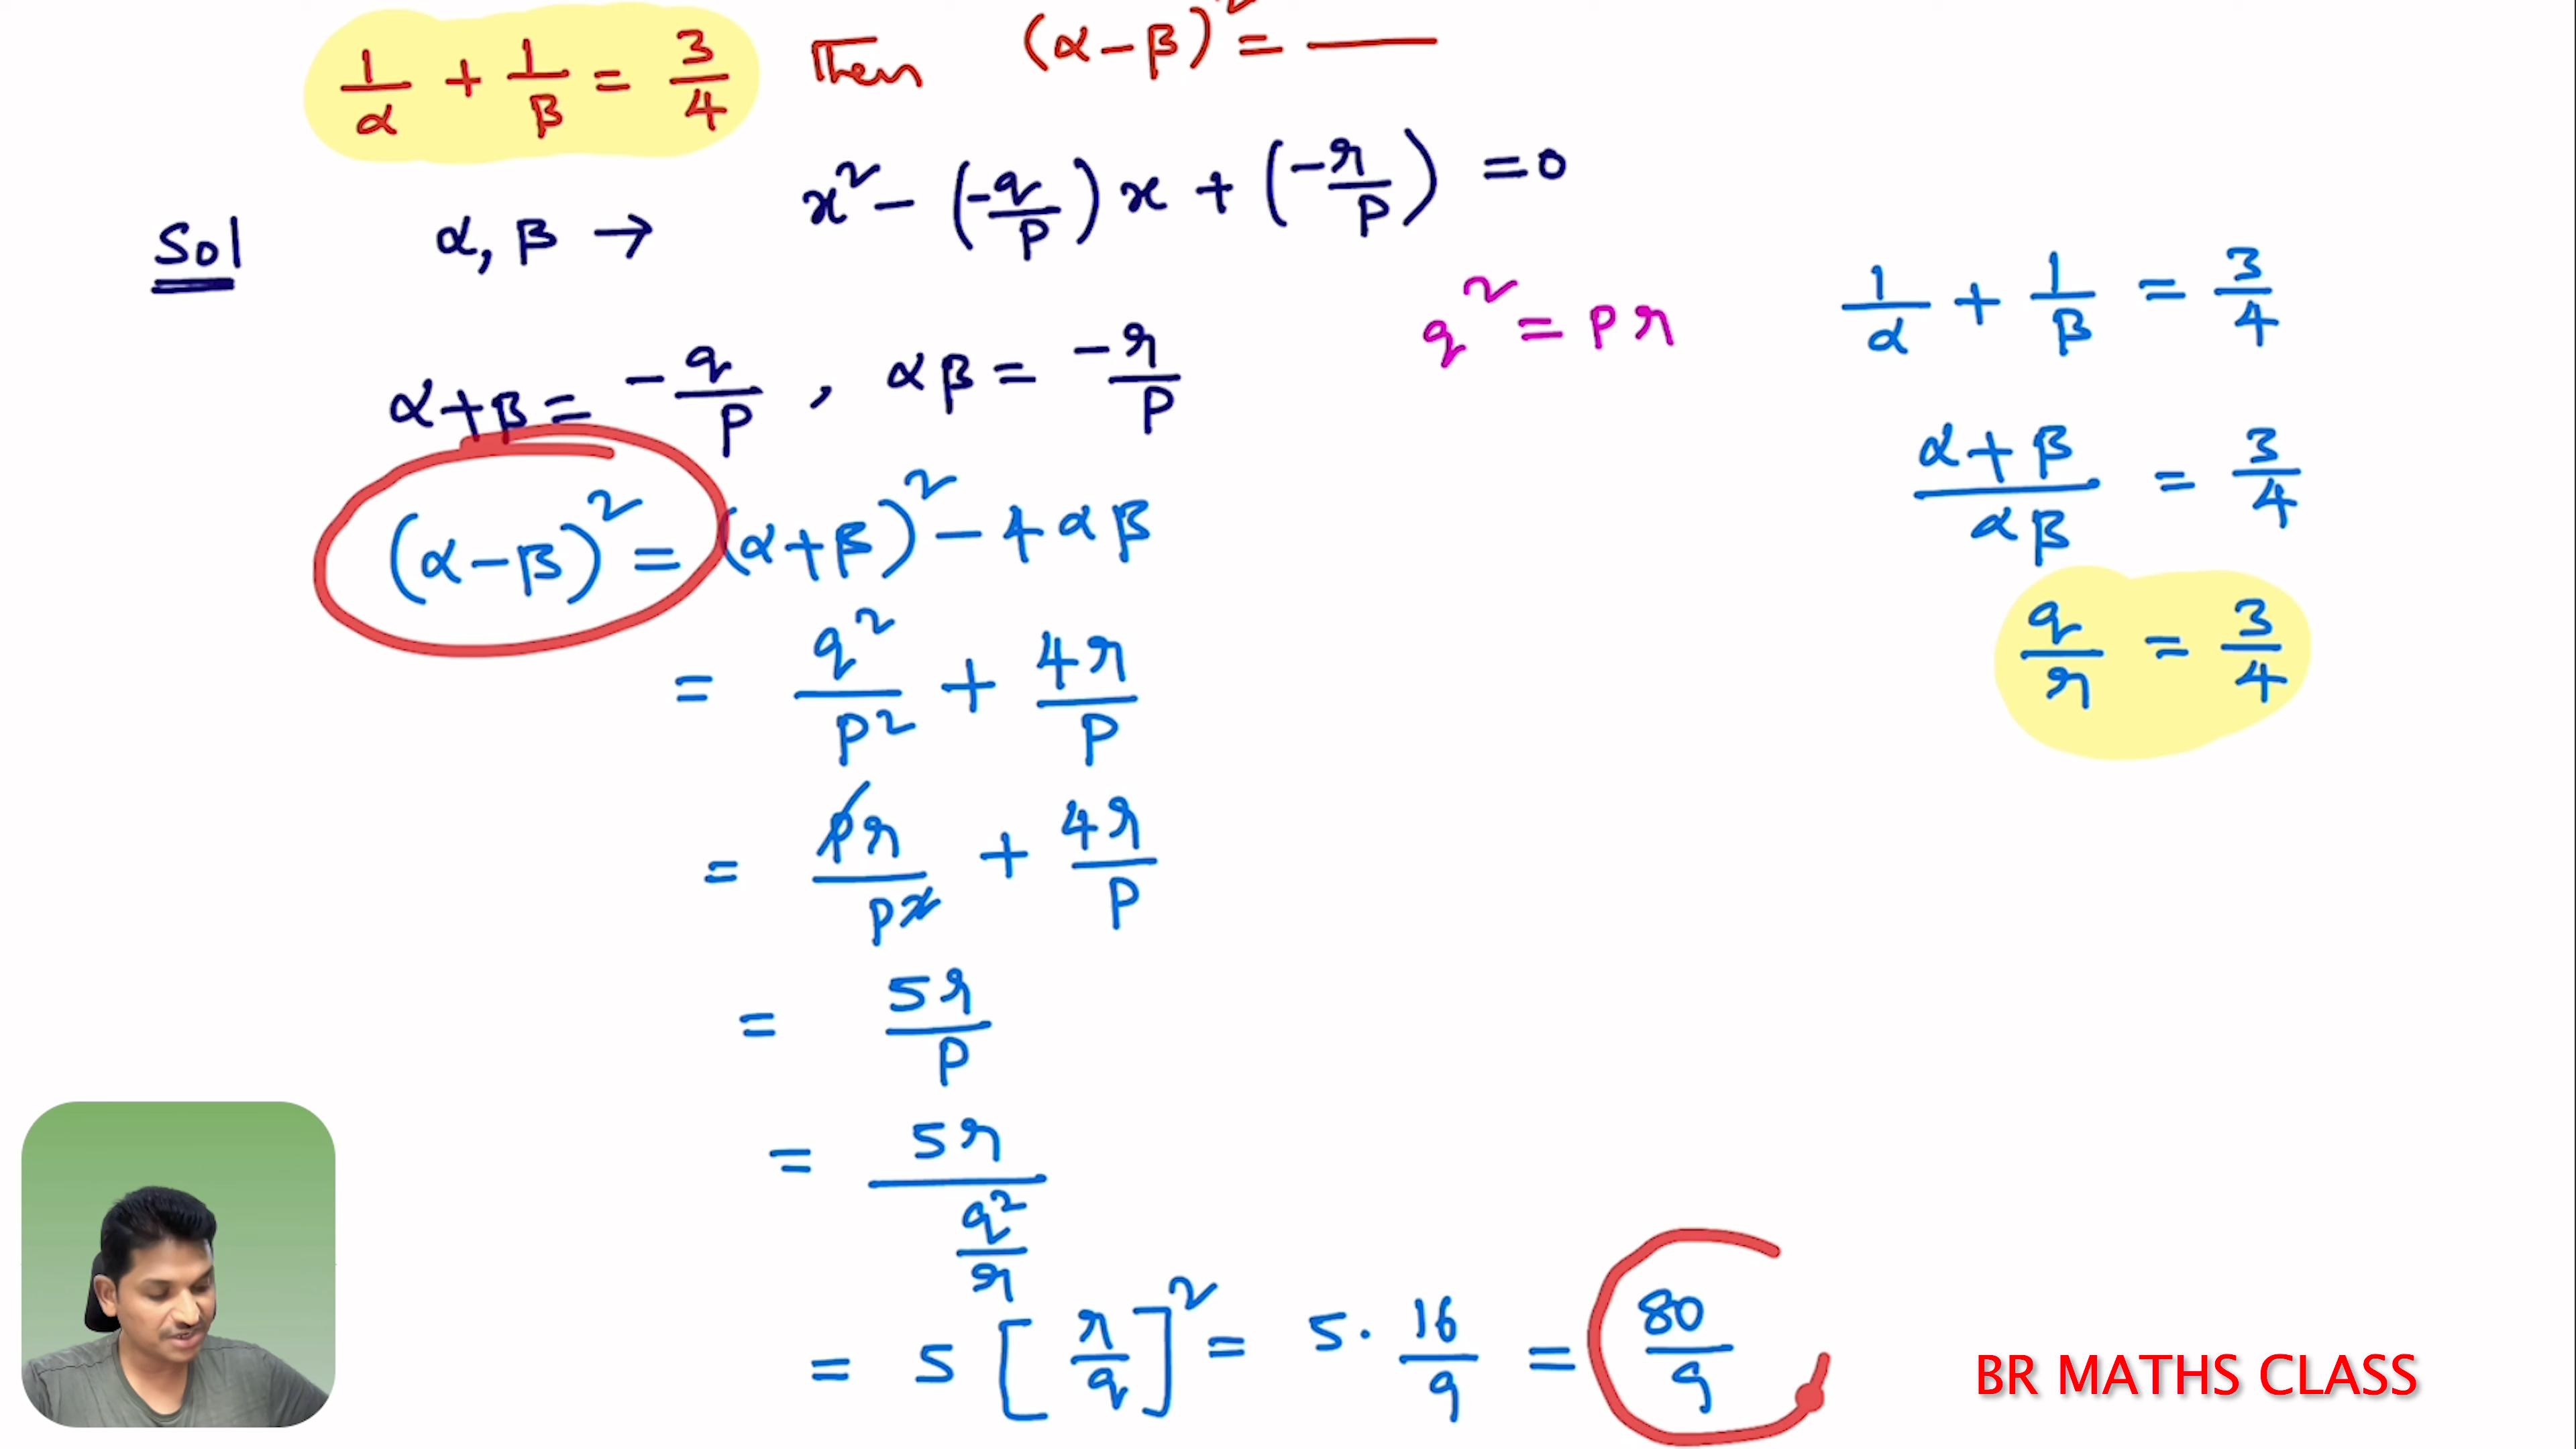 1/α + 1/β = 3/4 Then (α-β)² = ___
Sol α, β → x² - (-q/p)x + (-r/p) = 0
α+β = -q/p , αβ = -r/p
q² = pr
(α-β)² = (α+β)² - 4αβ
= q²/p² + 4r/p
= pr/p² + 4r/p
= 5r/p
= 5r/(q²/r)
= 5[r/q]² = 5·16/9 = 80/9
1/α + 1/β = 3/4
(α+β)/(αβ) = 3/4
q/r = 3/4
BR MATHS CLASS